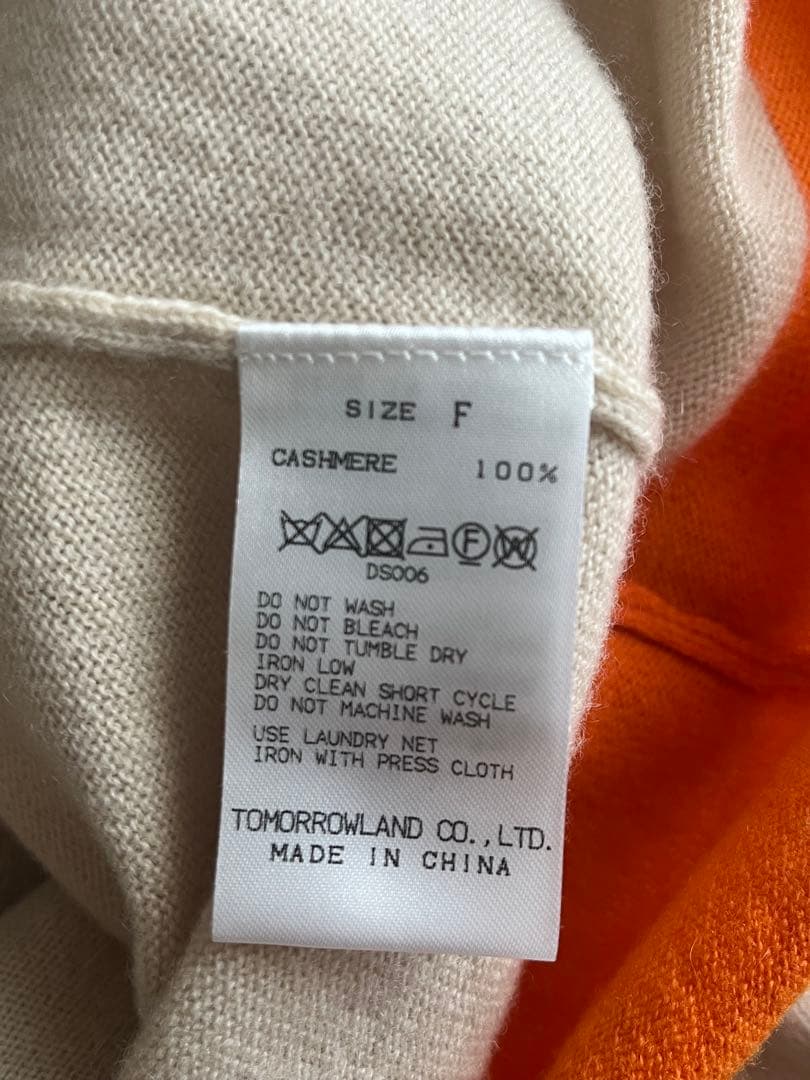 SIZE F
CASHMERE 100%
F W
DS006
DO NOT WASH
DO NOT BLEACH
DO NOT TUMBLE DRY
IRON LOW
DRY CLEAN SHORT CYCLE
DO NOT MACHINE WASH
USE LAUNDRY NET
IRON WITH PRESS CLOTH
TOMORROWLAND CO.,LTD.
MADE IN CHINA